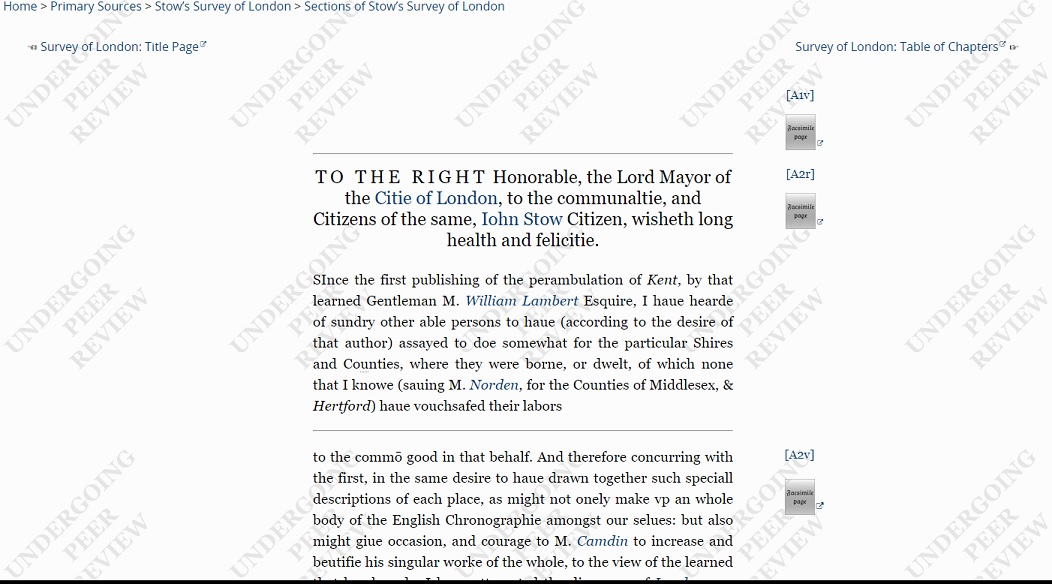 Home > Primary Sources > Stow's Survey of London > Sections of Stow's Survey of London
Survey of London: Title Page
Survey of London: Table of Chapters
[A1v]
Facsimile
page
[A2r]
Facsimile
page
TO THE RIGHT Honorable, the Lord Mayor of
the Citie of London, to the communaltie, and
Citizens of the same, Iohn Stow Citizen, wisheth long
health and felicitie.
SInce the first publishing of the perambulation of Kent, by that
learned Gentleman M. William Lambert Esquire, I haue hearde
of sundry other able persons to haue (according to the desire of
that author) assayed to doe somewhat for the particular Shires
and Counties, where they were borne, or dwelt, of which none
that I knowe (sauing M. Norden, for the Counties of Middlesex, &
Hertford) haue vouchsafed their labors
[A2v]
Facsimile
page
to the commō good in that behalf. And therefore concurring with
the first, in the same desire to haue drawn together such speciall
descriptions of each place, as might not onely make vp an whole
body of the English Chronographie amongst our selues: but also
might giue occasion, and courage to M. Camdin to increase and
beutifie his singular worke of the whole, to the view of the learned
UNDERGOING
PEER
REVIEW